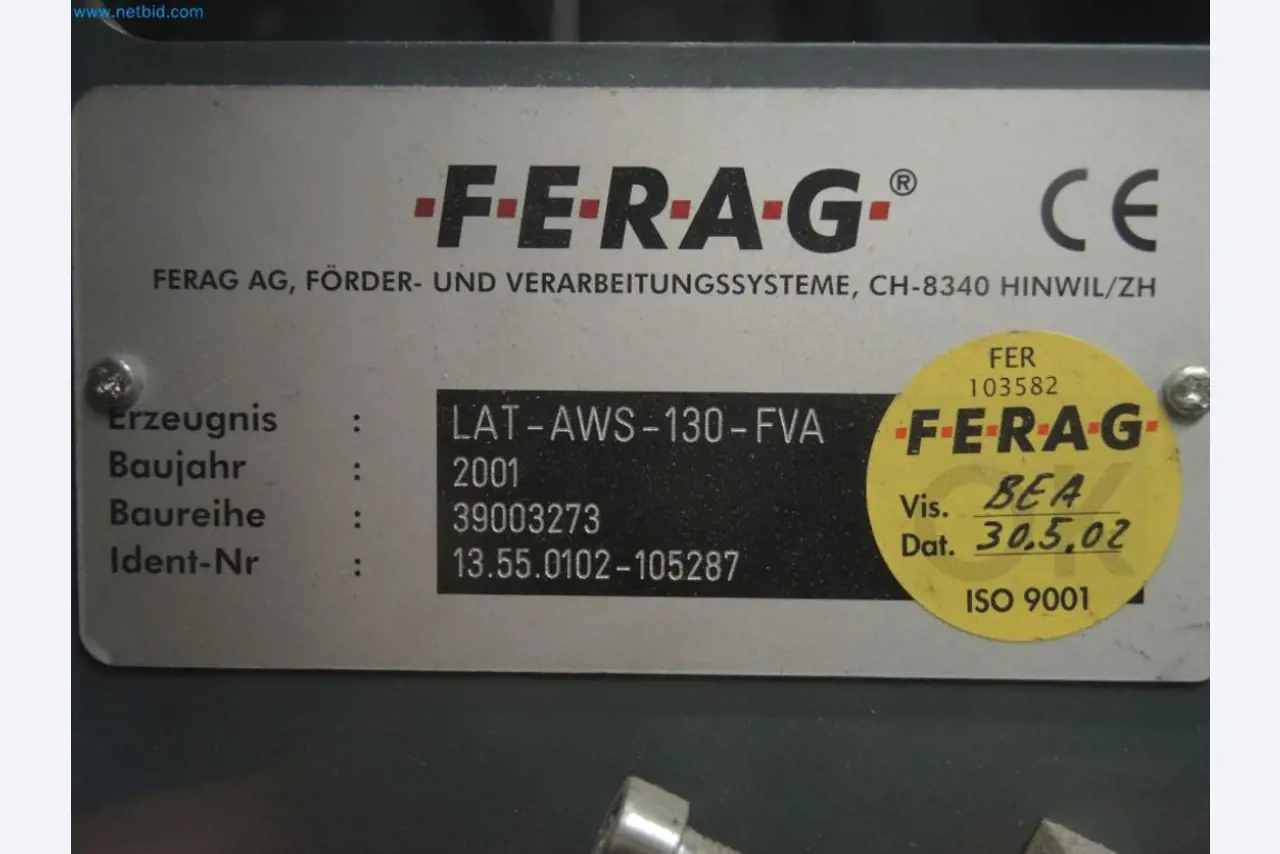 www.netbid.com
·F·E·R·A·G·®
CE
FERAG AG, FÖRDER- UND VERARBEITUNGSSYSTEME, CH-8340 HINWIL/ZH
Erzeugnis : LAT-AWS-130-FVA
Baujahr : 2001
Baureihe : 39003273
Ident-Nr : 13.55.0102-105287
FER
103582
·F·E·R·A·G·
OK
Vis. BEA
Dat. 30.5.02
ISO 9001